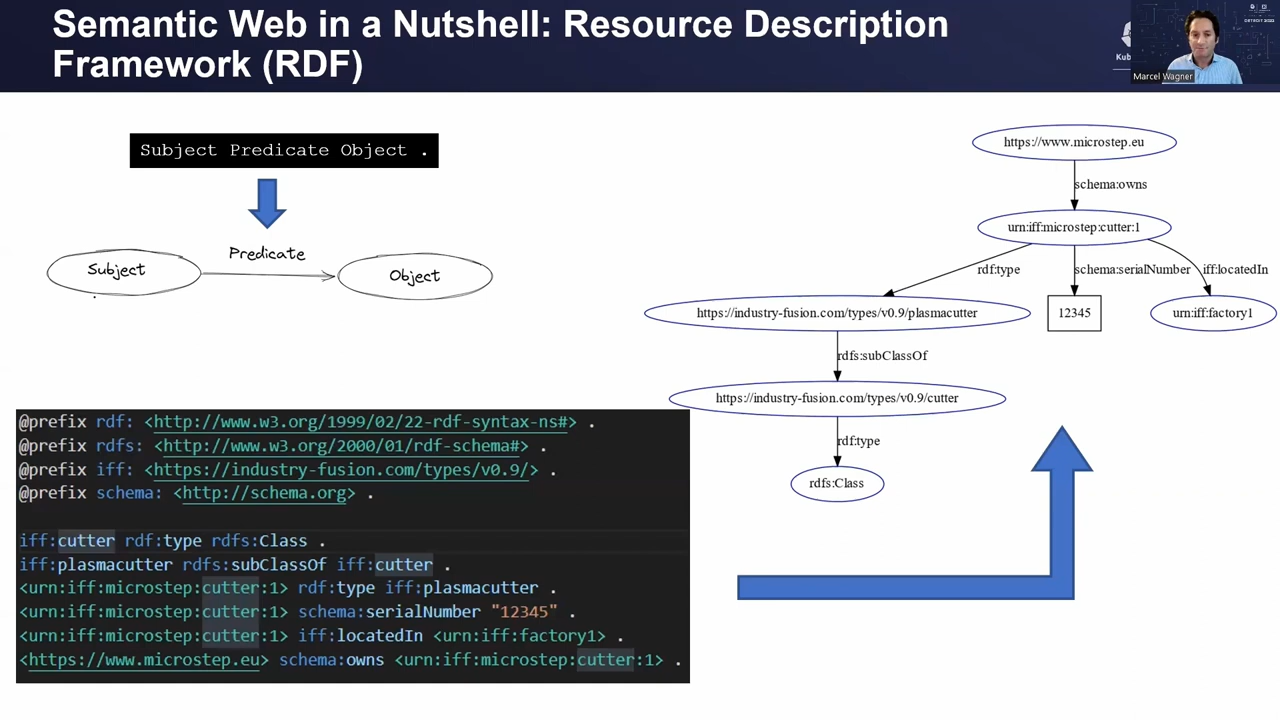 Semantic Web in a Nutshell: Resource Description
Framework (RDF)
Marcel Wagner
DETROIT 2022
Subject Predicate Object .
Subject
Predicate
Object
https://www.microstep.eu
schema:owns
urn:iff:microstep:cutter:1
rdf:type
schema:serialNumber
iff:locatedIn
https://industry-fusion.com/types/v0.9/plasmacutter
12345
urn:iff:factory1
rdfs:subClassOf
https://industry-fusion.com/types/v0.9/cutter
rdf:type
rdfs:Class
@prefix rdf: <http://www.w3.org/1999/02/22-rdf-syntax-ns#> .
@prefix rdfs: <http://www.w3.org/2000/01/rdf-schema#> .
@prefix iff: <https://industry-fusion.com/types/v0.9/> .
@prefix schema: <http://schema.org> .
iff:cutter rdf:type rdfs:Class .
iff:plasmacutter rdfs:subClassOf iff:cutter .
<urn:iff:microstep:cutter:1> rdf:type iff:plasmacutter .
<urn:iff:microstep:cutter:1> schema:serialNumber "12345" .
<urn:iff:microstep:cutter:1> iff:locatedIn <urn:iff:factory1> .
<https://www.microstep.eu> schema:owns <urn:iff:microstep:cutter:1> .